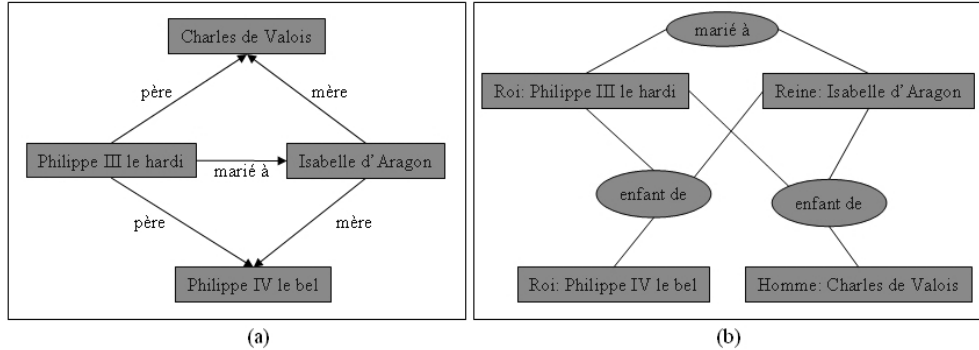 Charles de Valois
père
mère
Philippe III le hardi
marié à
Isabelle d'Aragon
père
mère
Philippe IV le bel
(a)
marié à
Roi: Philippe III le hardi
Reine: Isabelle d'Aragon
enfant de
enfant de
Roi: Philippe IV le bel
Homme: Charles de Valois
(b)